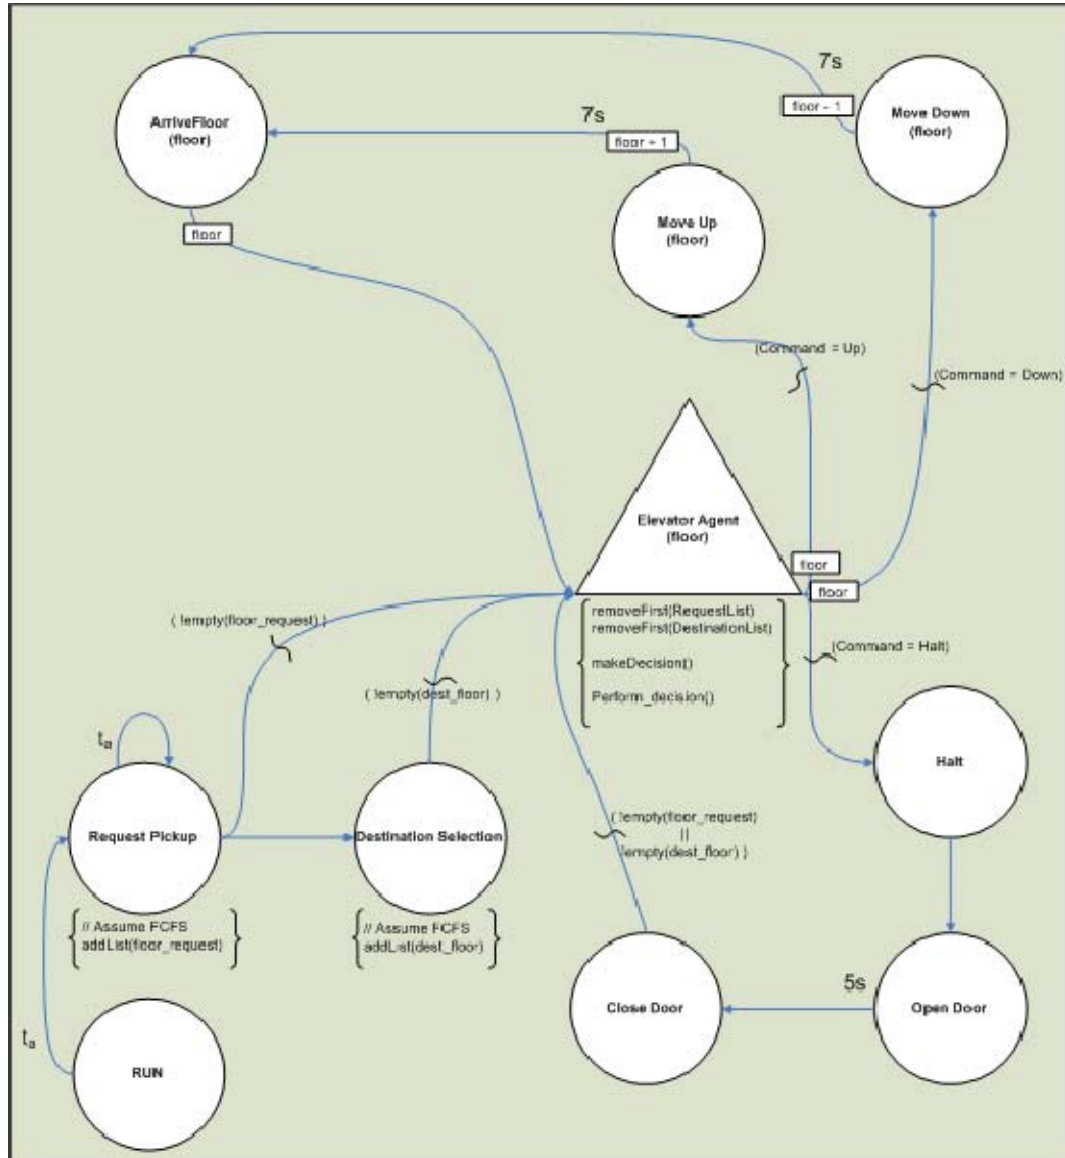 7s
7s
floor - 1
Move Down
(floor)
ArriveFloor
(floor)
floor + 1
floor
Move Up
(floor)
(Command = Up)
(Command = Down)
Elevator Agent
(floor)
floor
floor
removeFirst(RequestList)
removeFirst(DestinationList)
makeDecision()
Perform_decision()
( !empty(floor_request) )
(Command = Halt)
( !empty(dest_floor) )
ta
Halt
Request Pickup
Destination Selection
( !empty(floor_request)
||
!empty(dest_floor) )
// Assume FCFS
addList(floor_request)
// Assume FCFS
addList(dest_floor)
5s
Close Door
Open Door
ta
RUN